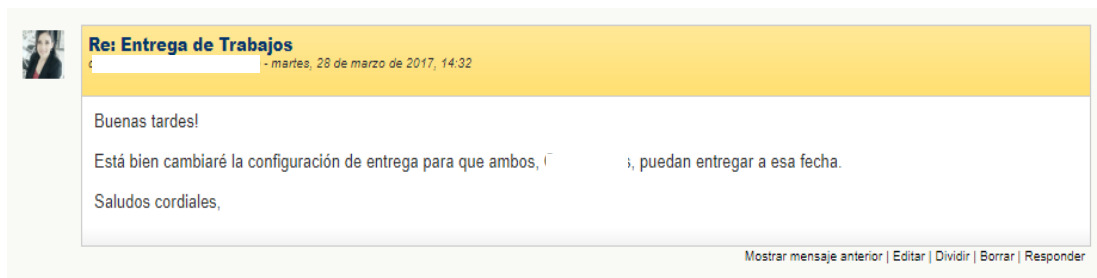 Re: Entrega de Trabajos
- martes, 28 de marzo de 2017, 14:32
Buenas tardes!
Está bien cambiaré la configuración de entrega para que ambos, , puedan entregar a esa fecha.
Saludos cordiales,
Mostrar mensaje anterior | Editar | Dividir | Borrar | Responder